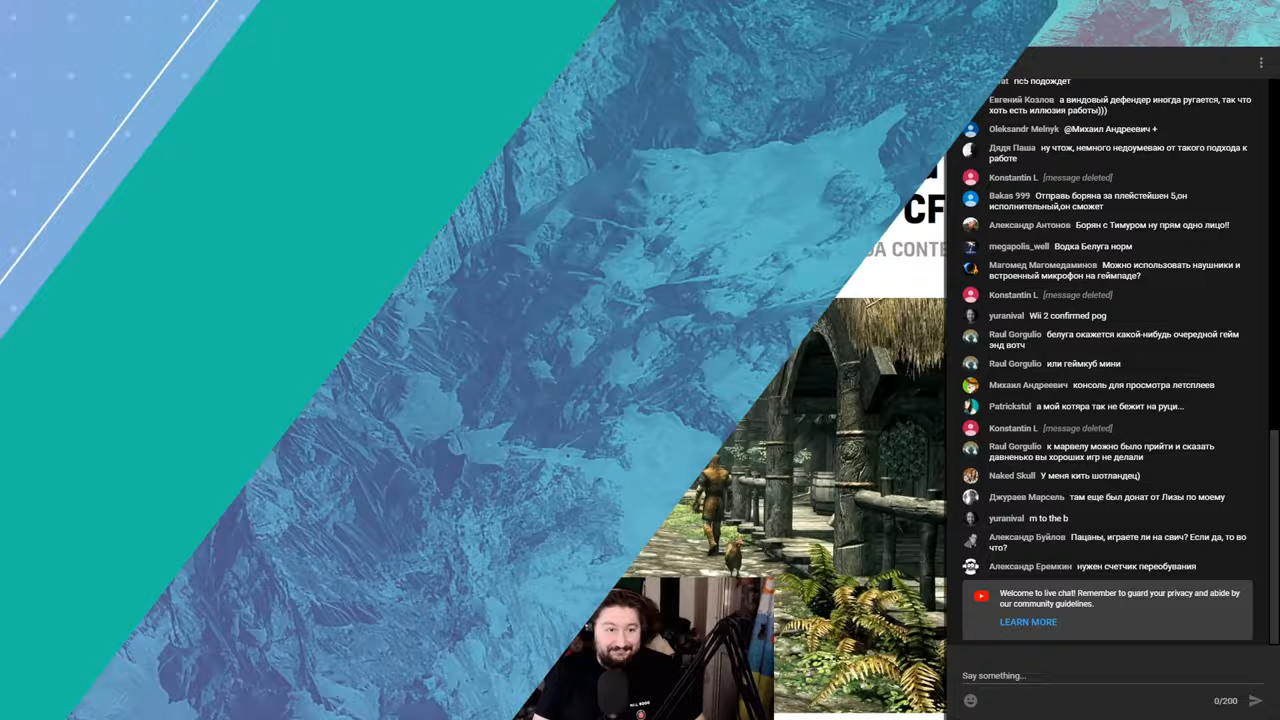 пс5 подождет
Евгений Козлов а виндовый дефендер иногда ругается, так что
хоть есть иллюзия работы)))
Oleksandr Melnyk @Михаил Андреевич +
Дядя Паша ну чтож, немного недоумеваю от такого подхода к
работе
CF
Konstantin L [message deleted]
Bakas 999 Отправь боряна за плейстейшен 5,он
исполнительный,он сможет
Александр Антонов Борян с Тимуром ну прям одно лицо!!
DA CONTE
megapolis_well Водка Белуга норм
Магомед Магомедаминов Можно использовать наушники и
встроенный микрофон на геймпаде?
Konstantin L [message deleted]
yuranival Wii 2 confirmed pog
Raul Gorgulio белуга окажется какой-нибудь очередной гейм
энд вотч
Raul Gorgulio или геймкуб мини
Михаил Андреевич консоль для просмотра летсплеев
Patrickstul а мой котяра так не бежит на руци...
Konstantin L [message deleted]
Raul Gorgulio к марвелу можно было прийти и сказать
давненько вы хороших игр не делали
Naked Skull У меня кить шотландец)
Джураев Марсель там еще был донат от Лизы по моему
yuranival m to the b
Александр Буйлов Пацаны, играете ли на свич? Если да, то во
что?
Александр Еремкин нужен счетчик переобувания
Welcome to live chat! Remember to guard your privacy and abide by
our community guidelines.
LEARN MORE
Say something...
0/200